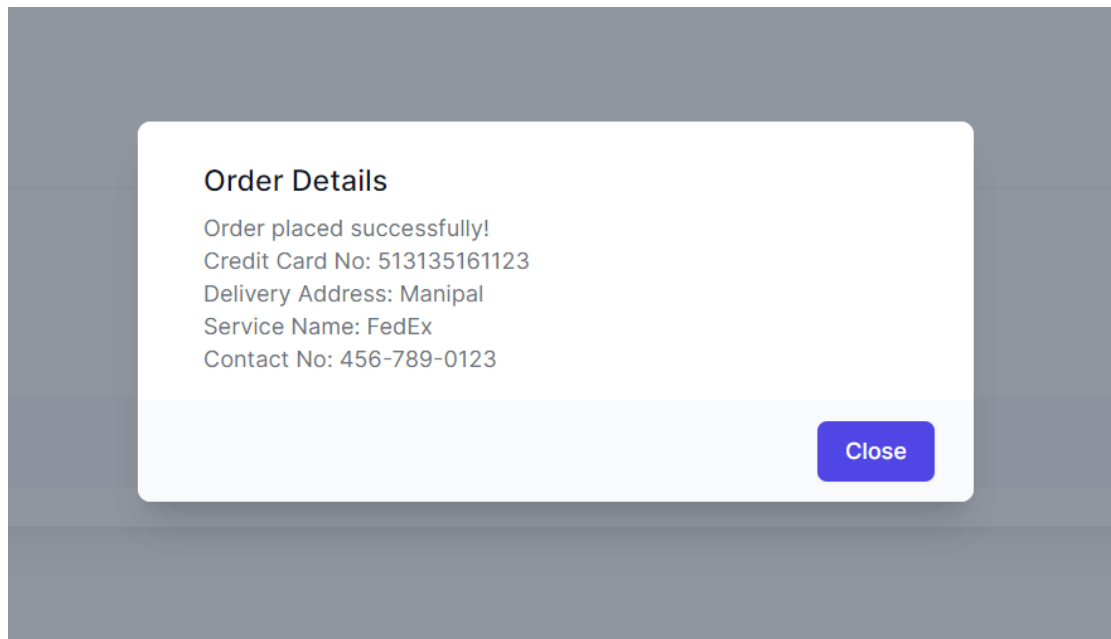 Order Details
Order placed successfully!
Credit Card No: 513135161123
Delivery Address: Manipal
Service Name: FedEx
Contact No: 456-789-0123
Close